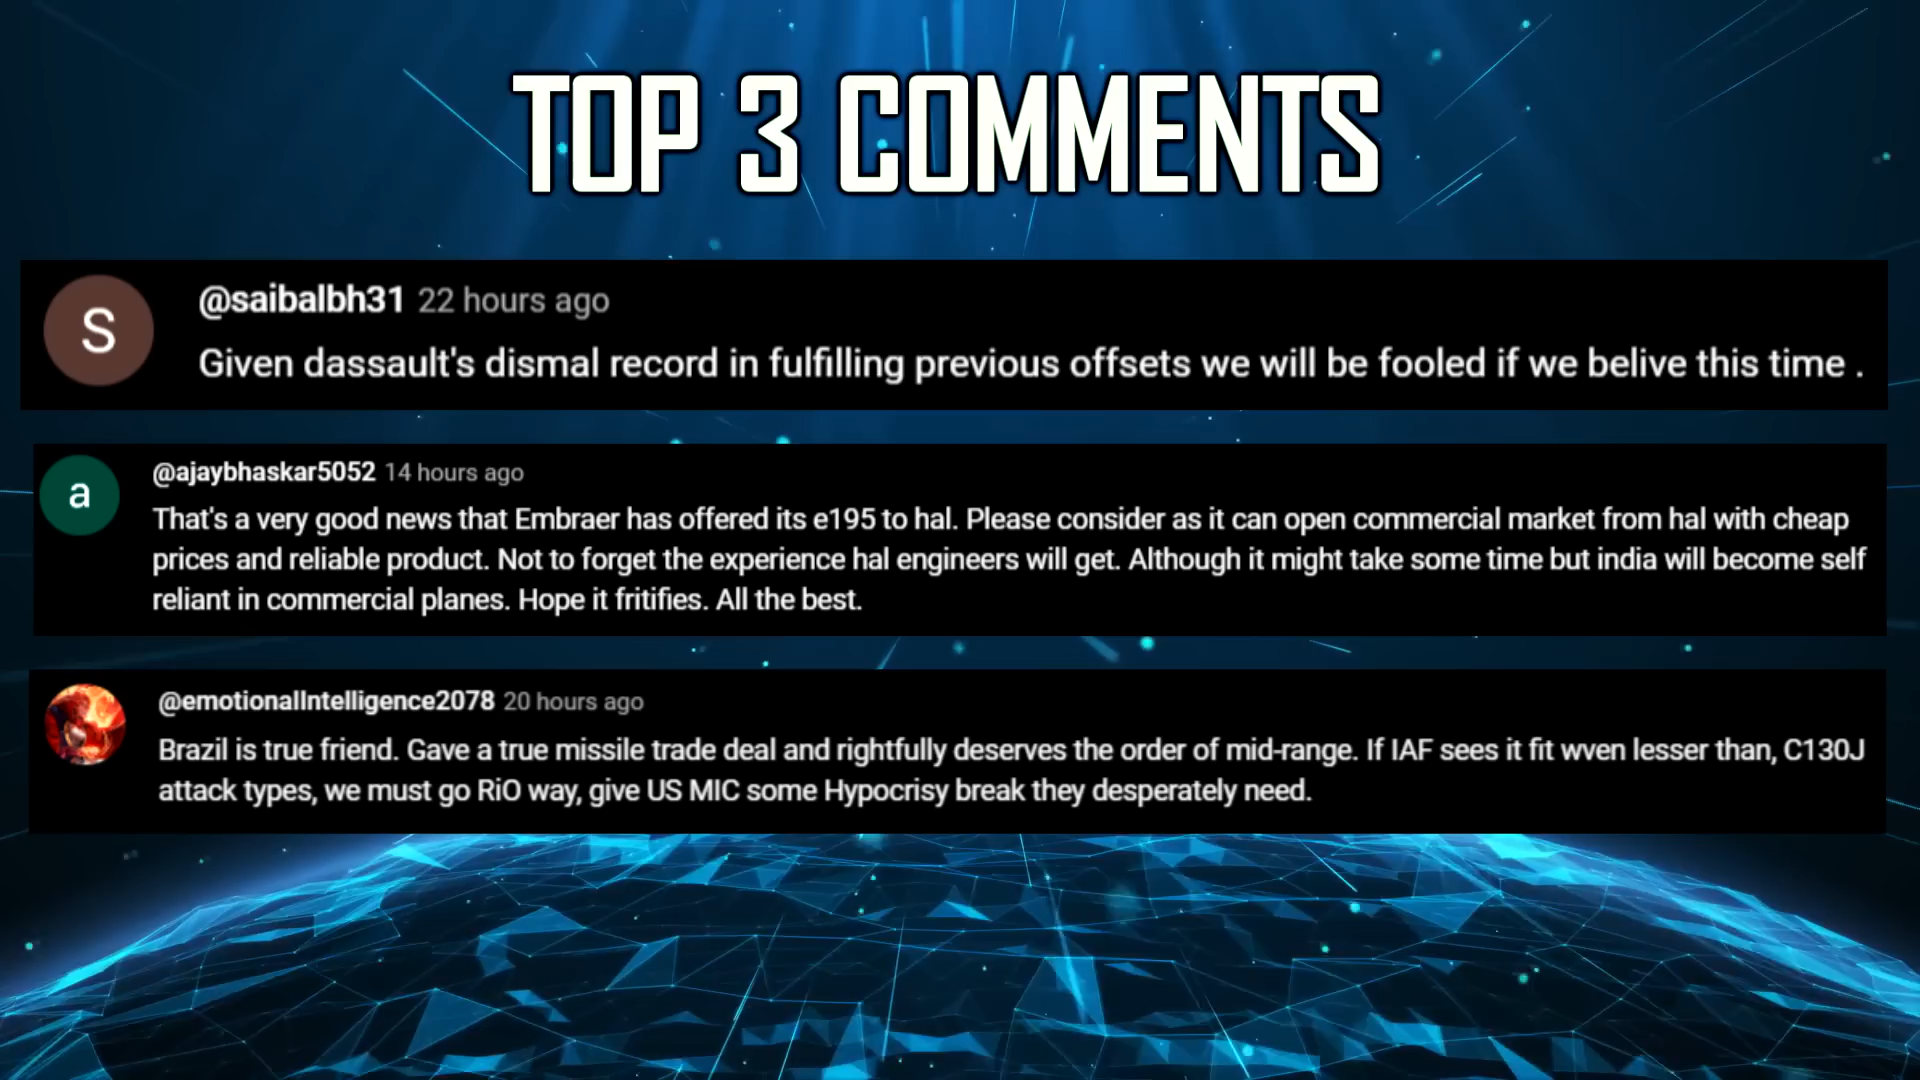 TOP 3 COMMENTS
S
@saibalbh31 22 hours ago
Given dassault's dismal record in fulfilling previous offsets we will be fooled if we belive this time .
a
@ajaybhaskar5052 14 hours ago
That's a very good news that Embraer has offered its e195 to hal. Please consider as it can open commercial market from hal with cheap
prices and reliable product. Not to forget the experience hal engineers will get. Although it might take some time but india will become self
reliant in commercial planes. Hope it fritifies. All the best.
@emotionalIntelligence2078 20 hours ago
Brazil is true friend. Gave a true missile trade deal and rightfully deserves the order of mid-range. If IAF sees it fit wven lesser than, C130J
attack types, we must go RiO way, give US MIC some Hypocrisy break they desperately need.